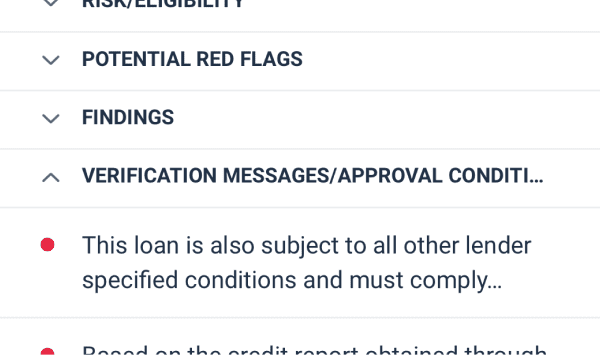 RISK/ELIGIBILITY
POTENTIAL RED FLAGS
FINDINGS
VERIFICATION MESSAGES/APPROVAL CONDITI...
This loan is also subject to all other lender
specified conditions and must comply...
Based on the credit report obtained through